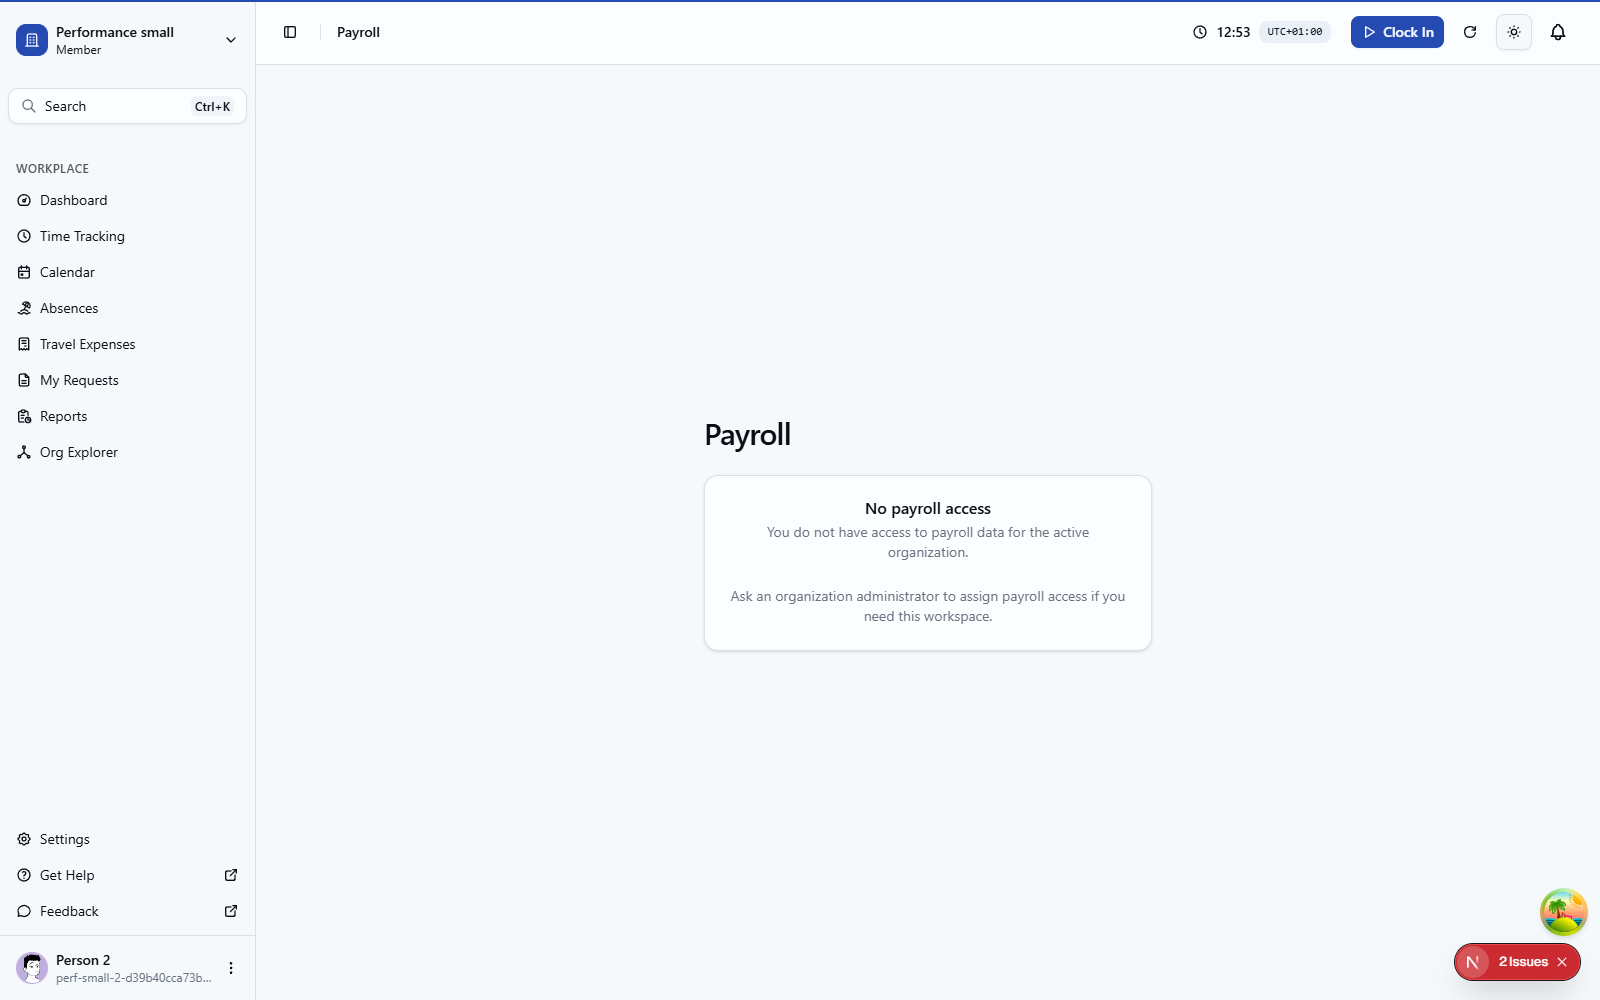 Performance small
Member
Search
Ctrl+K
WORKPLACE
Dashboard
Time Tracking
Calendar
Absences
Travel Expenses
My Requests
Reports
Org Explorer
Settings
Get Help
Feedback
Person 2
perf-small-2-d39b40cca73b...
Payroll
12:53
UTC+01:00
Clock In
Payroll
No payroll access
You do not have access to payroll data for the active
organization.
Ask an organization administrator to assign payroll access if you
need this workspace.
N
2 Issues